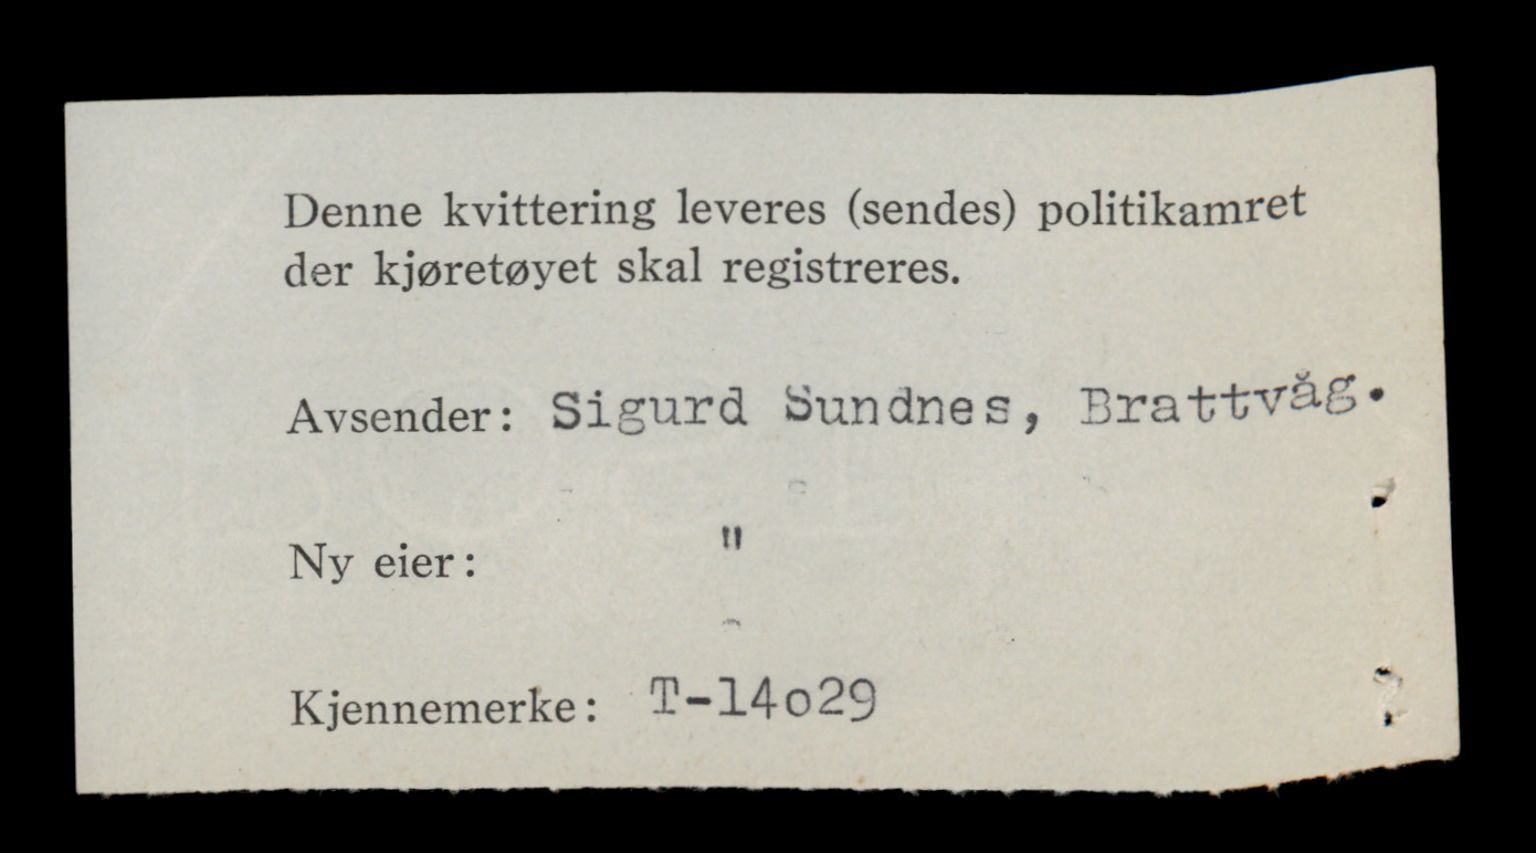 Denne kvittering leveres (sendes) politikamret
der kjøretøyet skal registreres.
Avsender: Sigurd Sundnes, Brattvåg.
Ny eier: "
Kjennemerke: T-14o29